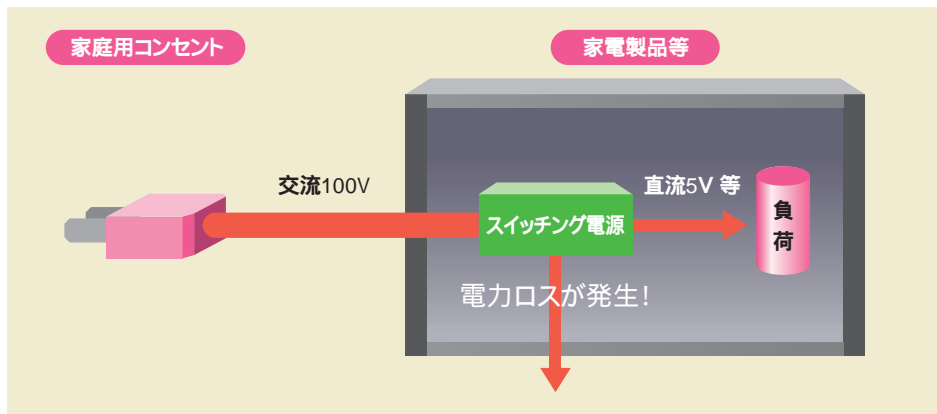 家庭用コンセント
家電製品等
交流100V
直流5V 等
スイッチング電源
負
荷
電力ロスが発生!